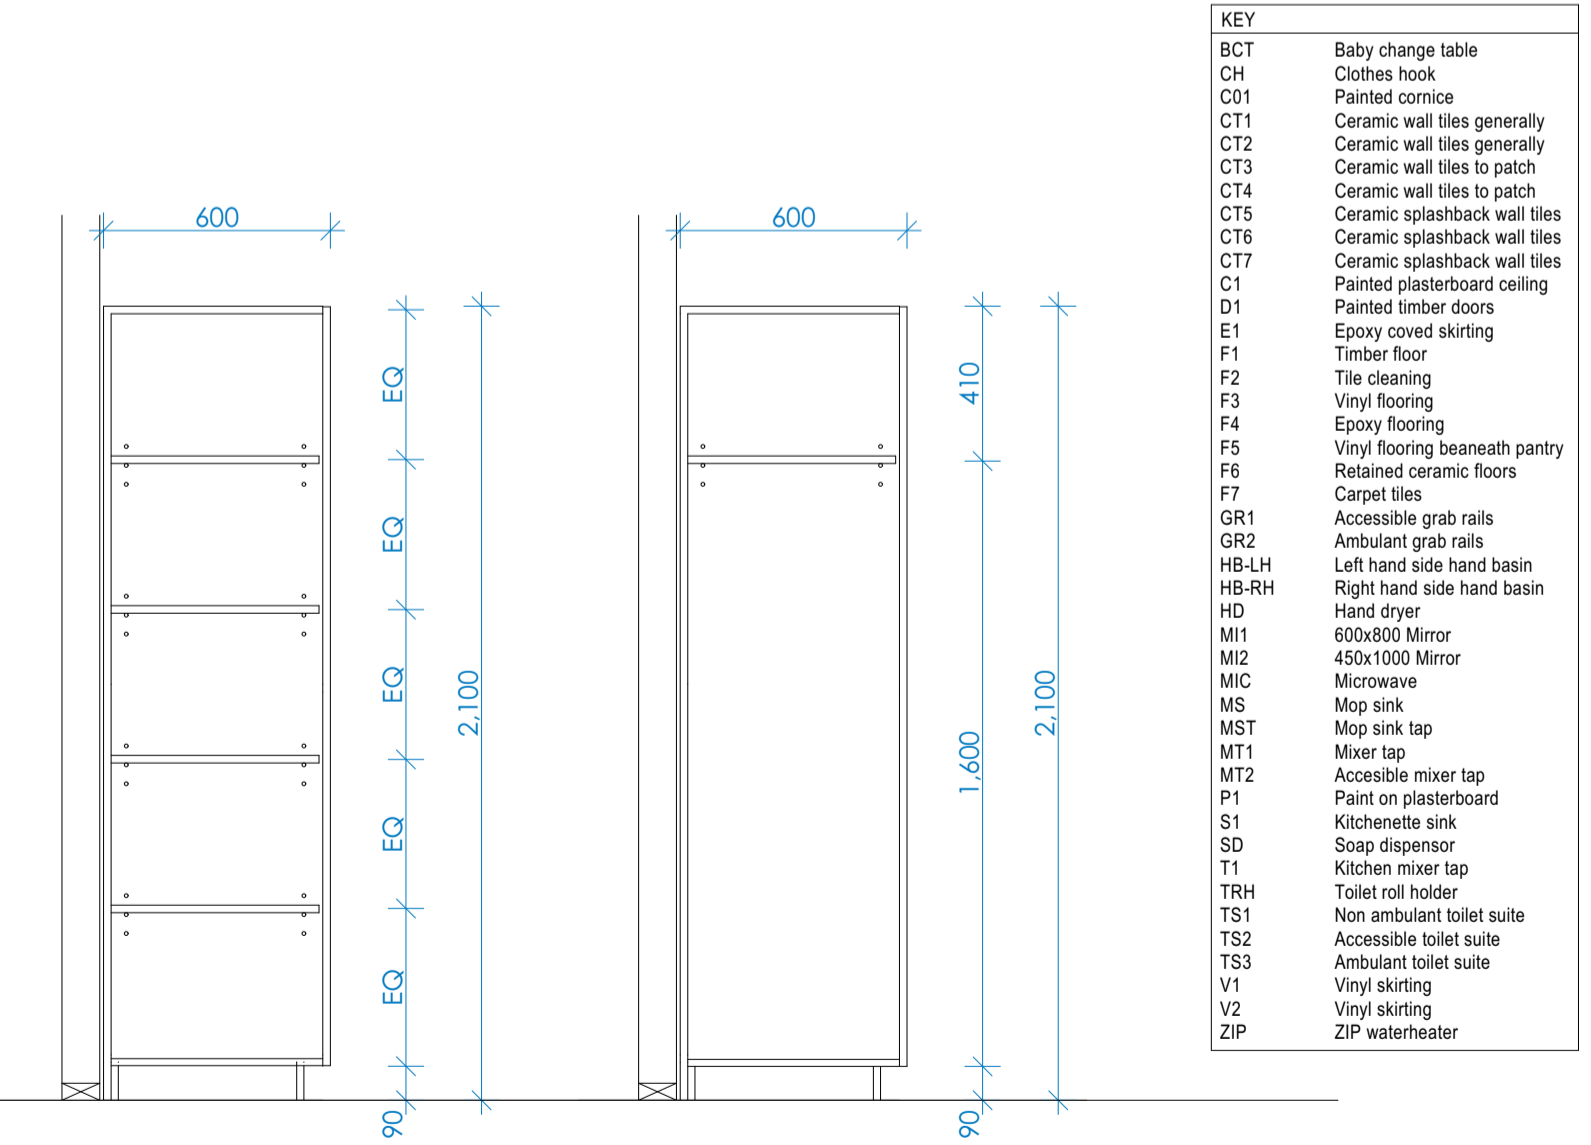 600
EQ
EQ
EQ
EQ
EQ
90
2,100
600
410
1,600
90
2,100
KEY
BCT Baby change table
CH Clothes hook
C01 Painted cornice
CT1 Ceramic wall tiles generally
CT2 Ceramic wall tiles generally
CT3 Ceramic wall tiles to patch
CT4 Ceramic wall tiles to patch
CT5 Ceramic splashback wall tiles
CT6 Ceramic splashback wall tiles
CT7 Ceramic splashback wall tiles
C1 Painted plasterboard ceiling
D1 Painted timber doors
E1 Epoxy coved skirting
F1 Timber floor
F2 Tile cleaning
F3 Vinyl flooring
F4 Epoxy flooring
F5 Vinyl flooring beaneath pantry
F6 Retained ceramic floors
F7 Carpet tiles
GR1 Accessible grab rails
GR2 Ambulant grab rails
HB-LH Left hand side hand basin
HB-RH Right hand side hand basin
HD Hand dryer
MI1 600x800 Mirror
MI2 450x1000 Mirror
MIC Microwave
MS Mop sink
MST Mop sink tap
MT1 Mixer tap
MT2 Accesible mixer tap
P1 Paint on plasterboard
S1 Kitchenette sink
SD Soap dispensor
T1 Kitchen mixer tap
TRH Toilet roll holder
TS1 Non ambulant toilet suite
TS2 Accessible toilet suite
TS3 Ambulant toilet suite
V1 Vinyl skirting
V2 Vinyl skirting
ZIP ZIP waterheater